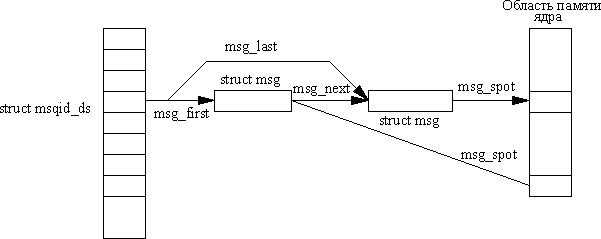 Область памяти
ядра
msg_last
struct msg
msg_next
msg_spot
struct msqid_ds
msg_first
struct msg
msg_spot